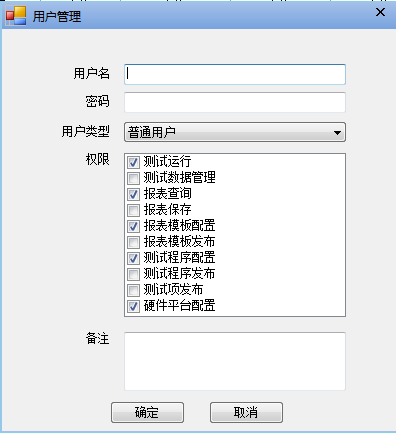 用户管理
用户名
密码
用户类型 普通用户
权限
测试运行
测试数据管理
报表查询
报表保存
报表模板配置
报表模板发布
测试程序配置
测试程序发布
测试项发布
硬件平台配置
备注
确定 取消